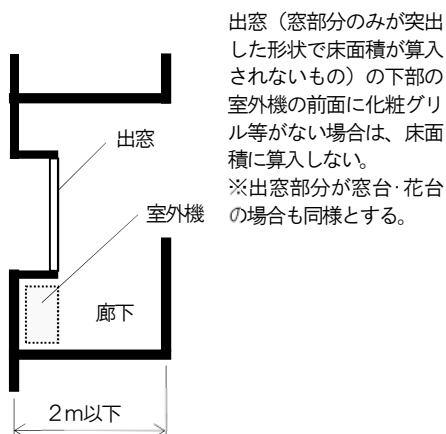 出窓（窓部分のみが突出
した形状で床面積が算入
されないもの）の下部の
室外機の前面に化粧グリ
ル等がない場合は、床面
積に算入しない。
※出窓部分が窓台･花台
の場合も同様とする。
出窓
室外機
廊下
２ｍ以下